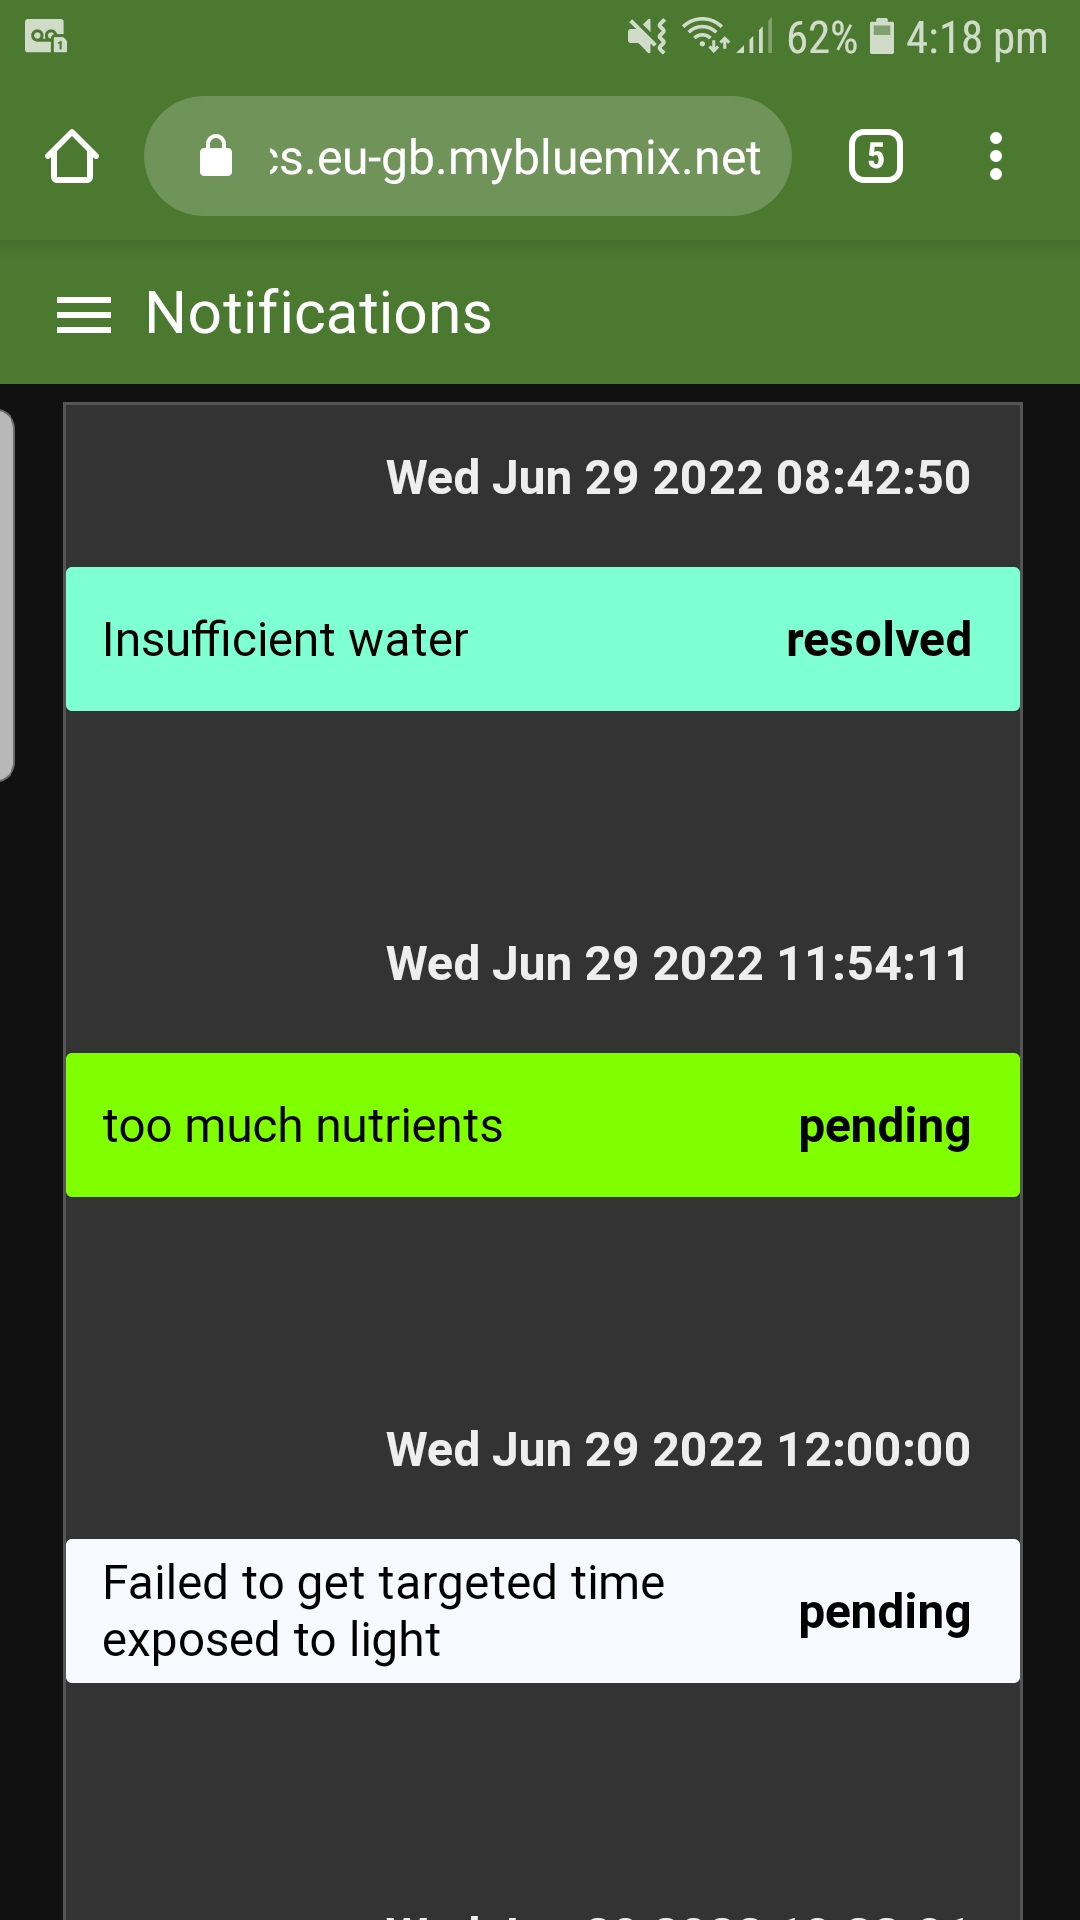 1
62%
4:18 pm
s.eu-gb.mybluemix.net
5
Notifications
Wed Jun 29 2022 08:42:50
Insufficient water
resolved
Wed Jun 29 2022 11:54:11
too much nutrients
pending
Wed Jun 29 2022 12:00:00
Failed to get targeted time
exposed to light
pending